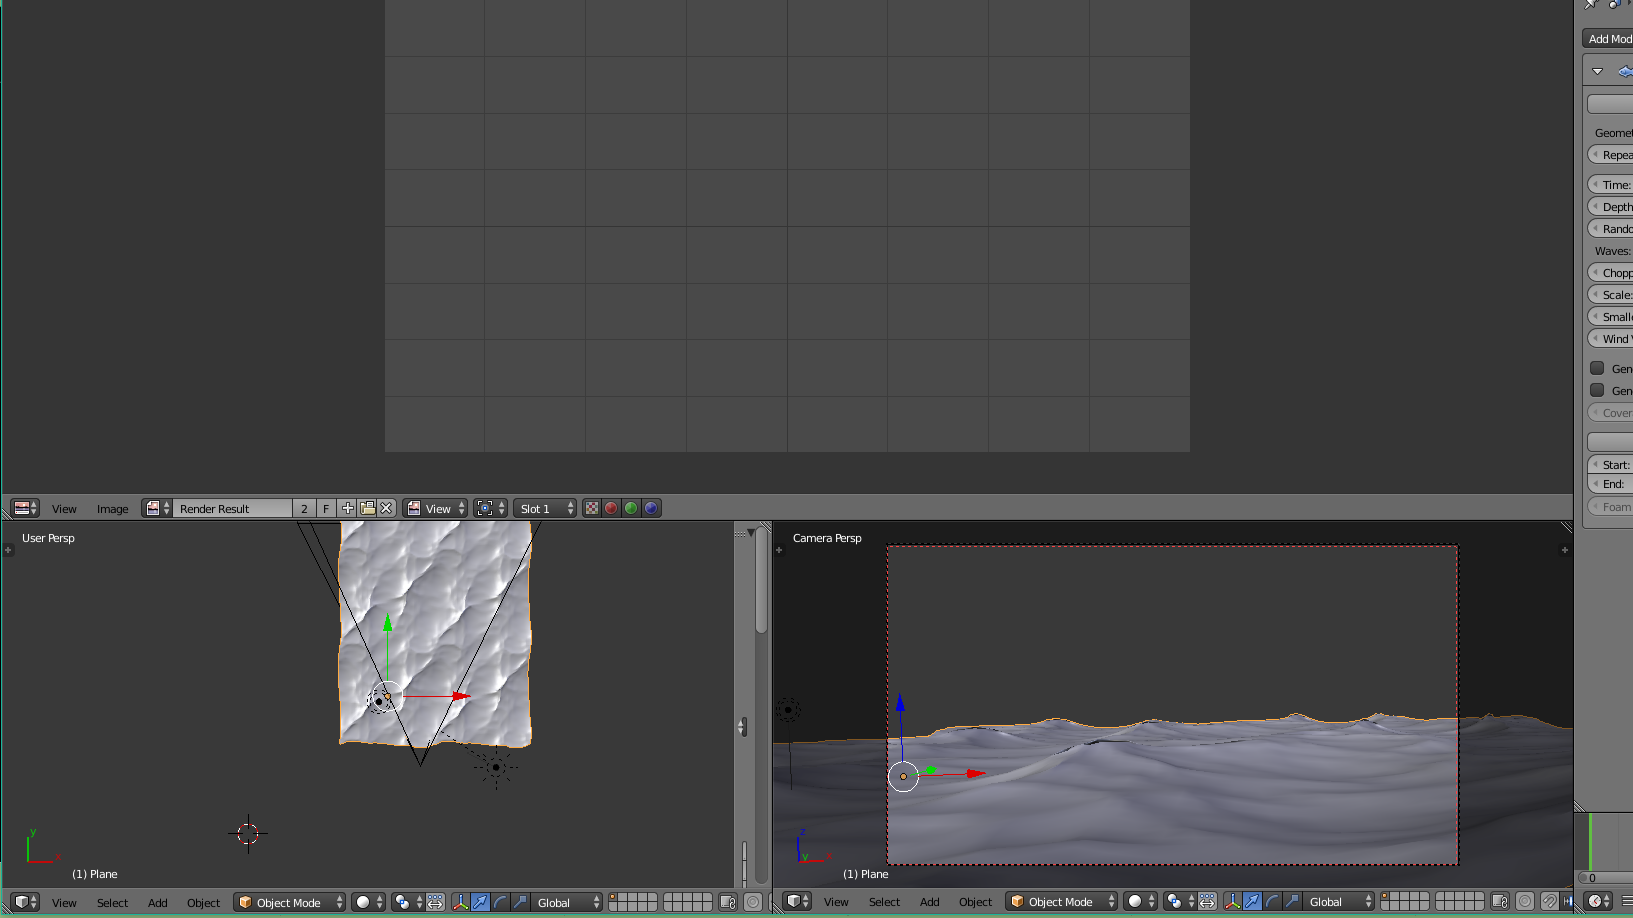 Add Mod
Geomet
Repea
Time:
Depth
Rando
Waves:
Chopp
Scale:
Smalle
Wind V
Gen
Gen
Cover
Start:
End:
Foam
View Image Render Result 2 F View Slot 1
User Persp
Camera Persp
y
x
z
y
x
(1) Plane
(1) Plane
0
View Select Add Object Object Mode Global
View Select Add Object Object Mode Global